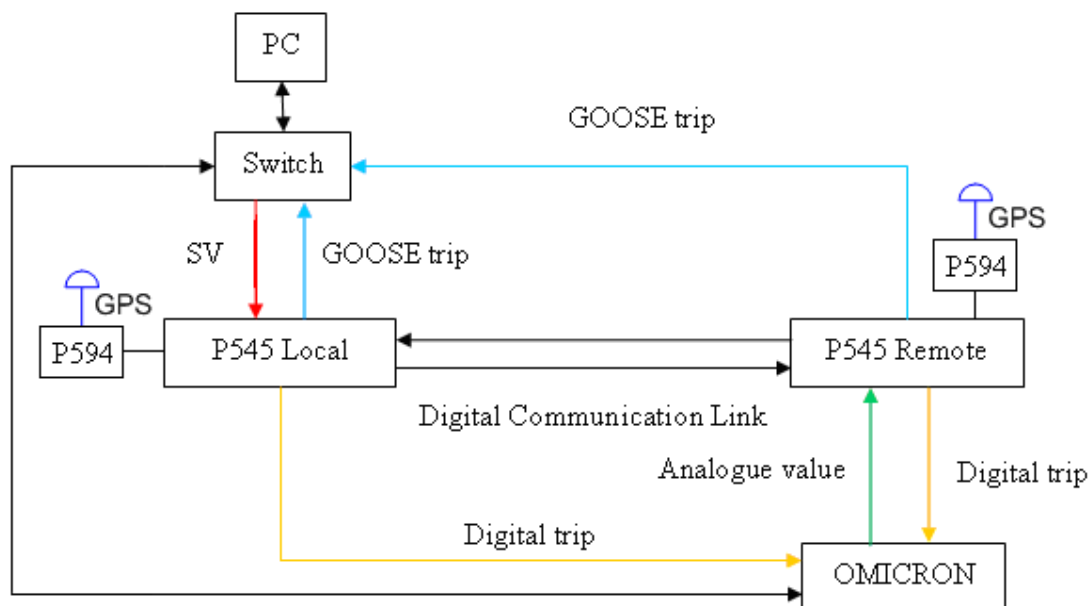 PC
GOOSE trip
Switch
GPS
SV
GOOSE trip
P594
GPS
P594
P545 Local
P545 Remote
Digital Communication Link
Analogue value
Digital trip
Digital trip
OMICRON